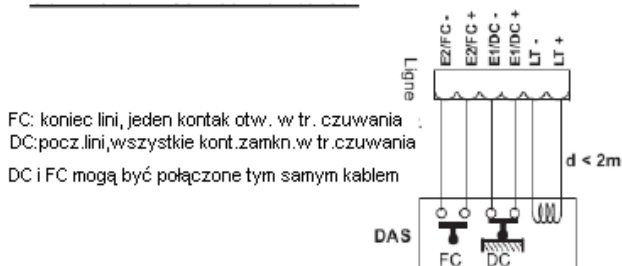 E2/FC -
E2/FC +
E1/DC -
E1/DC +
LT -
LT +
Ligne
FC: koniec lini, jeden kontak otw. w tr. czuwania
DC:pocz.lini,wszystkie kont.zamkn.w tr.czuwania
DC i FC mogą być połączone tym samym kablem
d < 2m
DAS
FC
DC